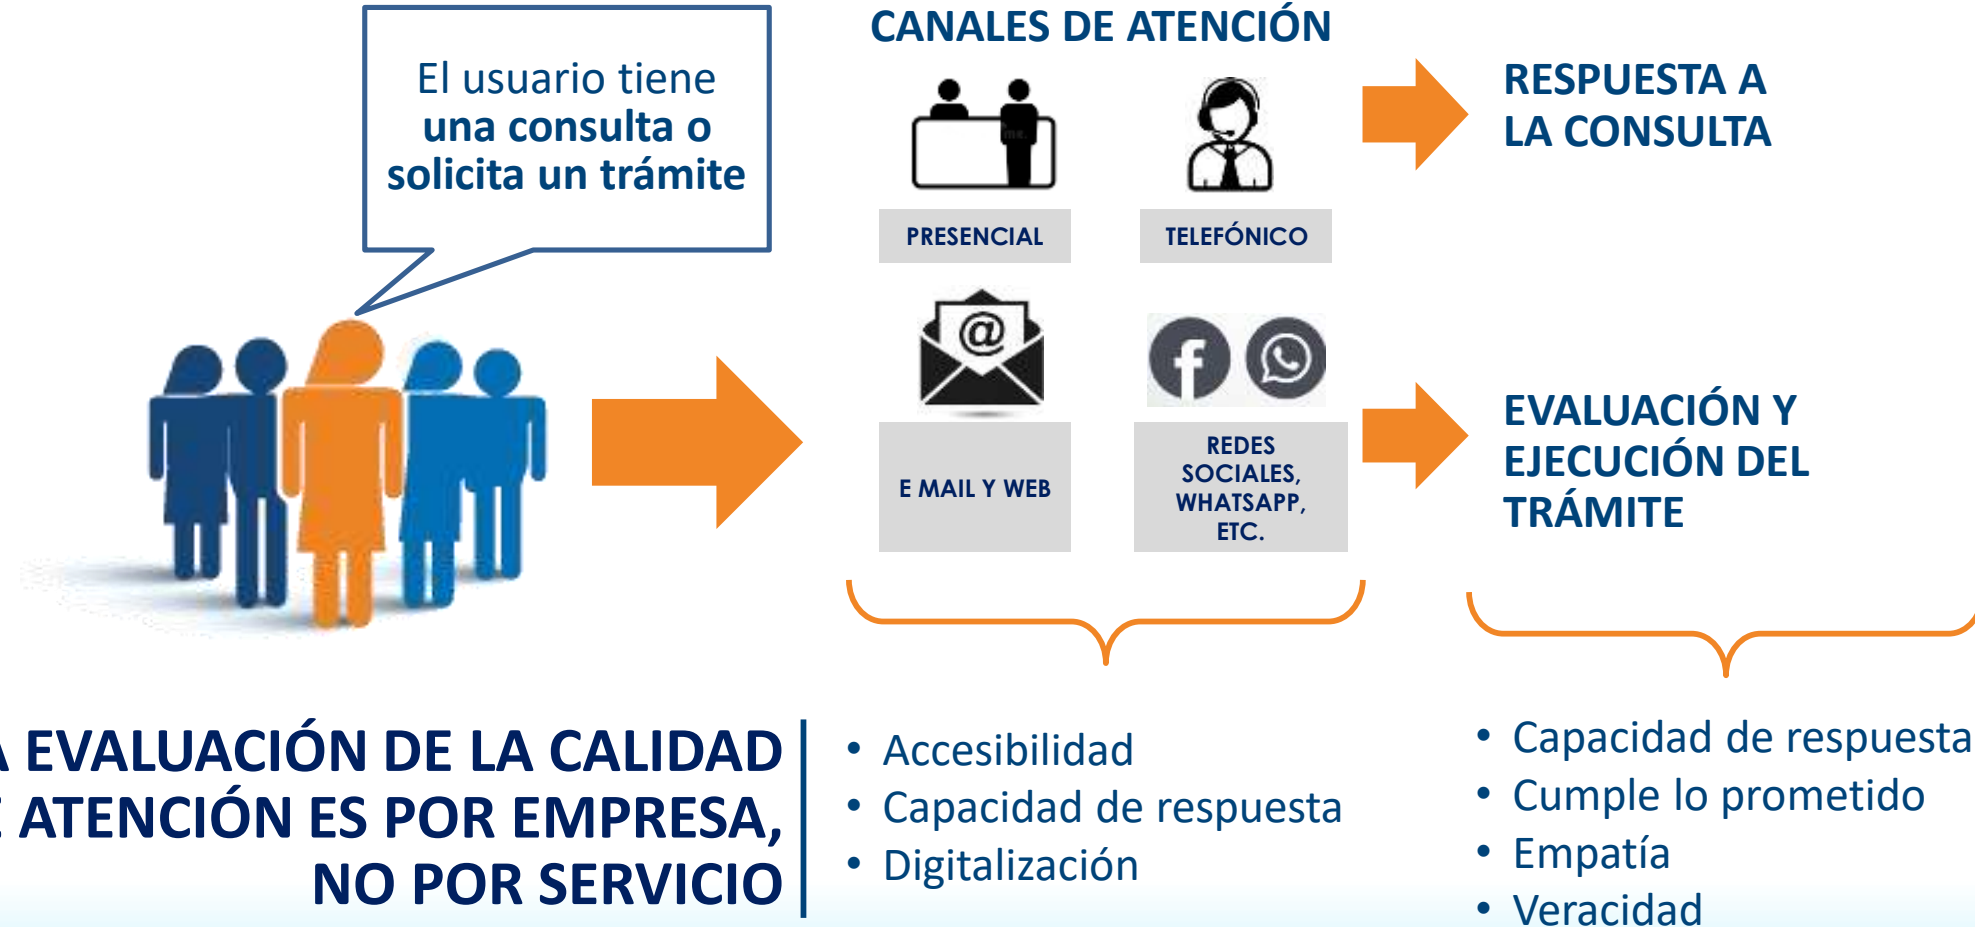 El usuario tiene
una consulta o
solicita un trámite
CANALES DE ATENCIÓN
PRESENCIAL
TELEFÓNICO
@
E MAIL Y WEB
f
REDES
SOCIALES,
WHATSAPP,
ETC.
RESPUESTA A
LA CONSULTA
EVALUACIÓN Y
EJECUCIÓN DEL
TRÁMITE
A EVALUACIÓN DE LA CALIDAD
E ATENCIÓN ES POR EMPRESA,
NO POR SERVICIO
• Accesibilidad
• Capacidad de respuesta
• Digitalización
• Capacidad de respuesta
• Cumple lo prometido
• Empatía
• Veracidad